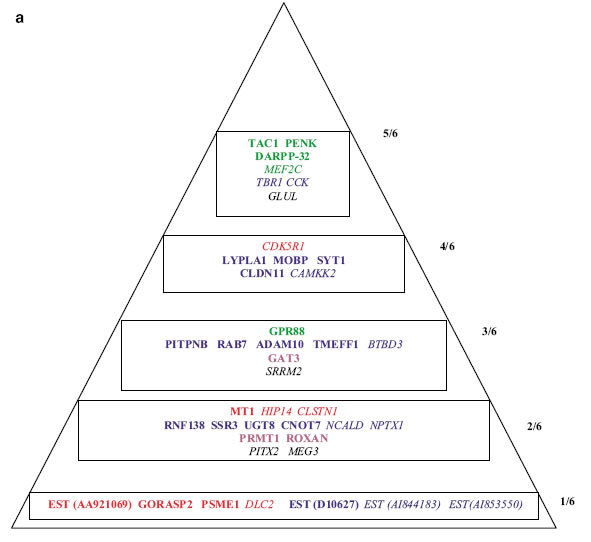 a
5/6
TAC1 PENK
DARPP-32
MEF2C
TBR1 CCK
GLUL
4/6
CDK5R1
LYPLA1 MOBP SYT1
CLDN11 CAMKK2
3/6
GPR88
PITPNB RAB7 ADAM10 TMEFF1 BTBD3
GAT3
SRRM2
2/6
MT1 HIP14 CLSTN1
RNF138 SSR3 UGT8 CNOT7 NCALD NPTX1
PRMT1 ROXAN
PITX2 MEG3
1/6
EST (AA921069) GORASP2 PSME1 DLC2 EST (D10627) EST (AI844183) EST(AI853550)